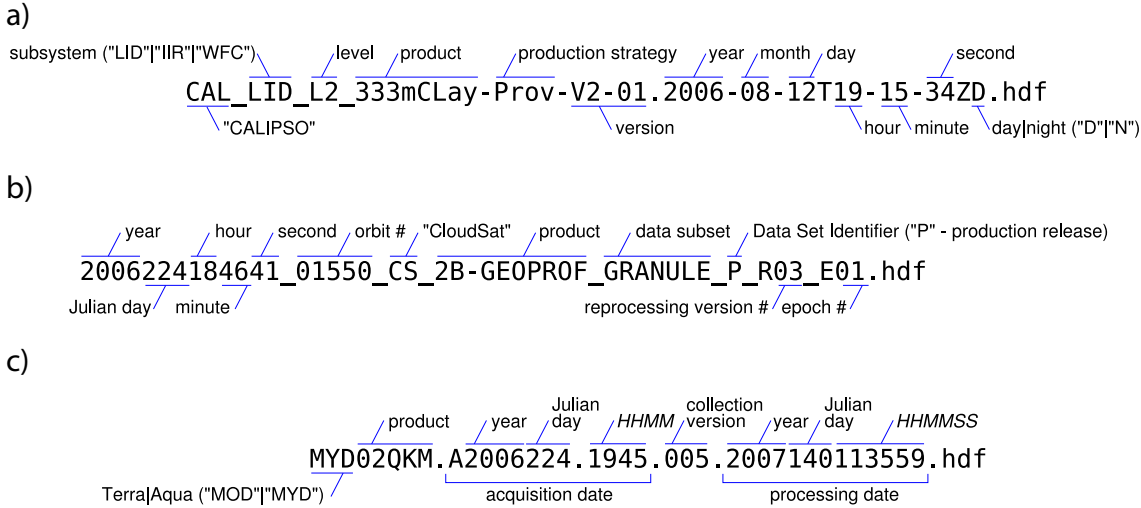 a)
subsystem ("LID"|"IIR"|"WFC") level product production strategy year month day second
CAL_LID_L2_333mCLay-Prov-V2-01.2006-08-12T19-15-34ZD.hdf
"CALIPSO" version hour minute day|night ("D"|"N")
b)
year hour second orbit # "CloudSat" product data subset Data Set Identifier ("P" - production release)
2006224184641_01550_CS_2B-GEOPROF_GRANULE_P_R03_E01.hdf
Julian day minute reprocessing version # epoch #
c)
Julian collection Julian
product year day HHMM version year day HHMMSS
MYD02QKM.A2006224.1945.005.2007140113559.hdf
Terra|Aqua ("MOD"|"MYD") acquisition date processing date